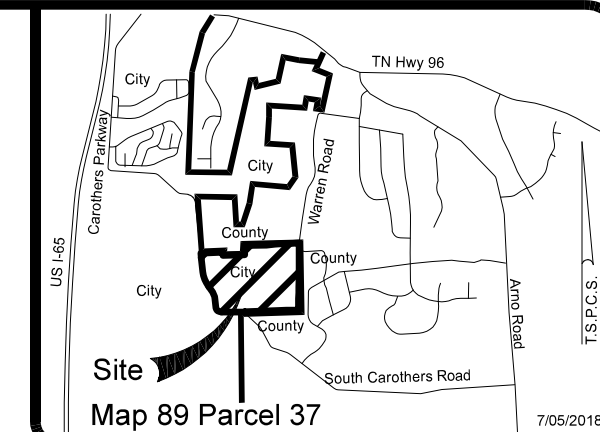 TN Hwy 96
City
Carothers Parkway
City
Warren Road
County
US I-65
City
County
City
County
Arno Road
T.S.P.C.S.
Site
South Carothers Road
Map 89 Parcel 37
7/05/2018